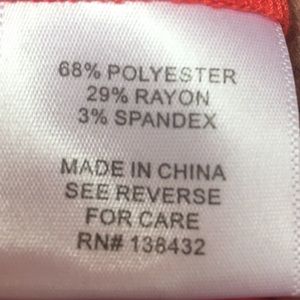 68% POLYESTER
29% RAYON
3% SPANDEX
MADE IN CHINA
SEE REVERSE
FOR CARE
RN# 138432